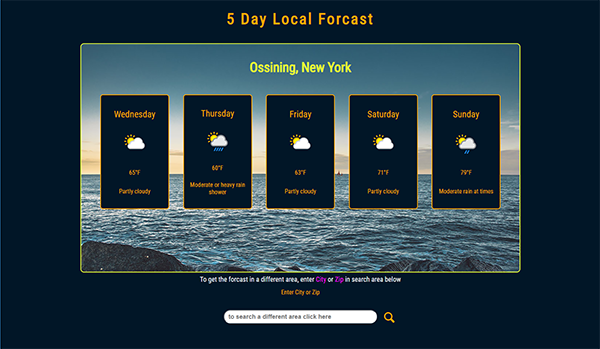 5 Day Local Forcast
Ossining, New York
Wednesday
65°F
Partly cloudy
Thursday
60°F
Moderate or heavy rain
shower
Friday
63°F
Partly cloudy
Saturday
71°F
Partly cloudy
Sunday
79°F
Moderate rain at times
To get the forcast in a different area, enter City or Zip in search area below
Enter City or Zip
to search a different area click here